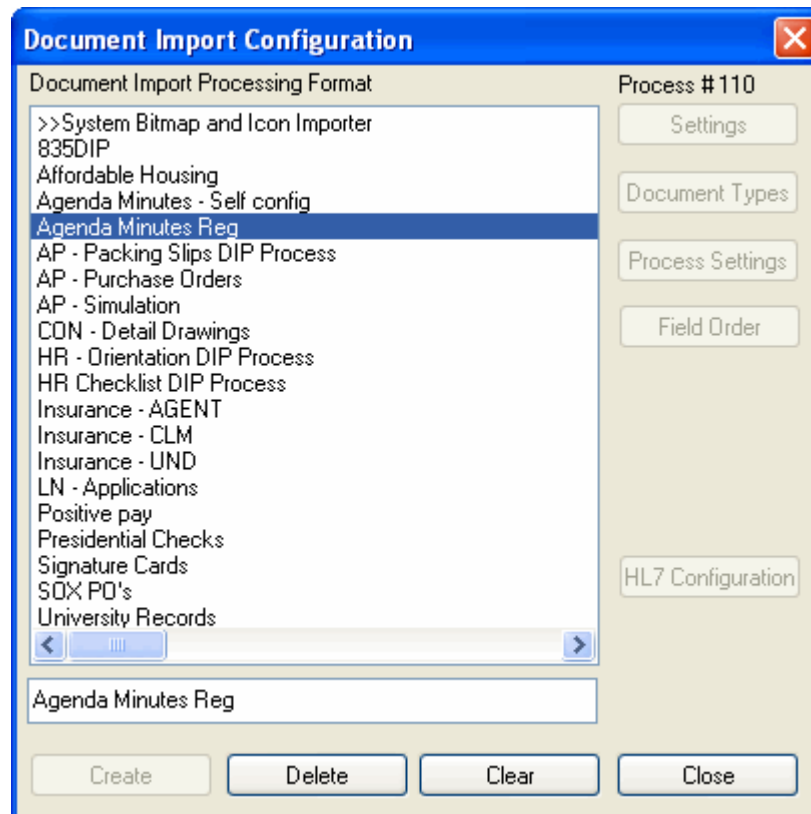 Document Import Configuration
Document Import Processing Format
Process # 110
>>System Bitmap and Icon Importer
835DIP
Affordable Housing
Agenda Minutes - Self config
Agenda Minutes Reg
AP - Packing Slips DIP Process
AP - Purchase Orders
AP - Simulation
CON - Detail Drawings
HR - Orientation DIP Process
HR Checklist DIP Process
Insurance - AGENT
Insurance - CLM
Insurance - UND
LN - Applications
Positive pay
Presidential Checks
Signature Cards
SOX PO's
University Records
Settings
Document Types
Process Settings
Field Order
HL7 Configuration
Agenda Minutes Reg
Create
Delete
Clear
Close